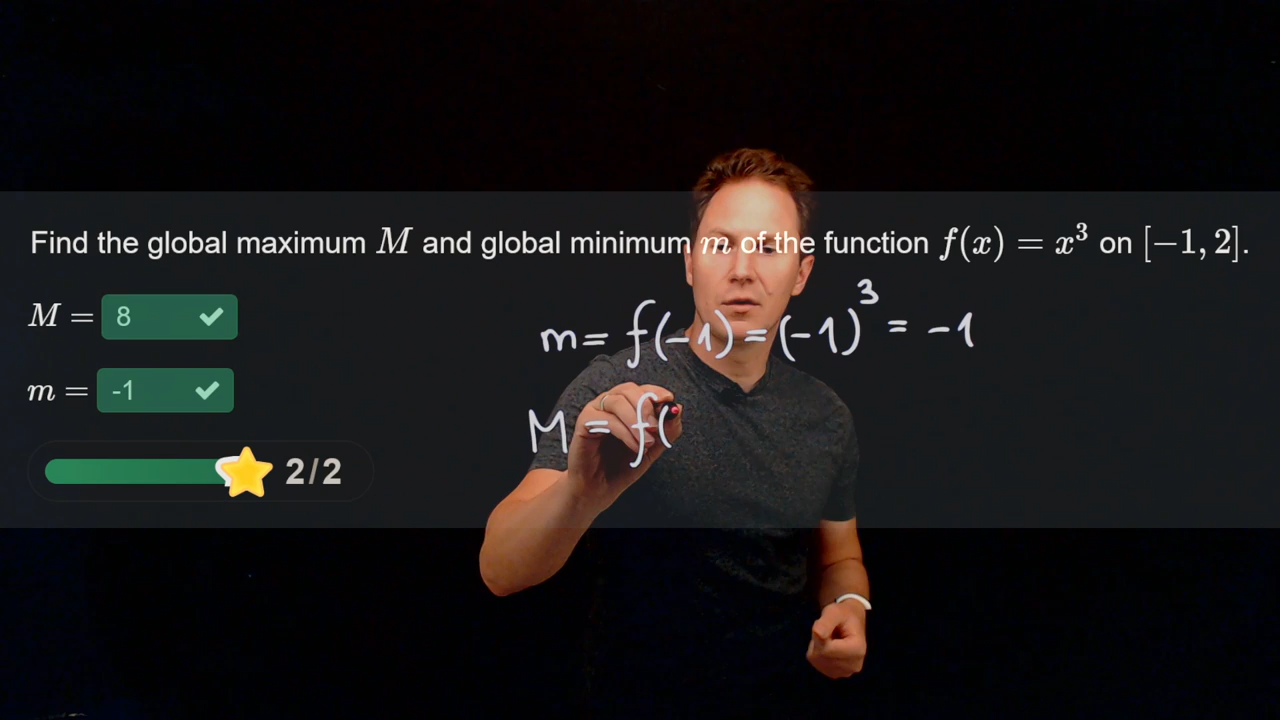 Find the global maximum M and global minimum m of the function f(x) = x³ on [−1, 2].
M = 8
m = -1
2/2
m = f(-1) = (-1)³ = -1
M = f(